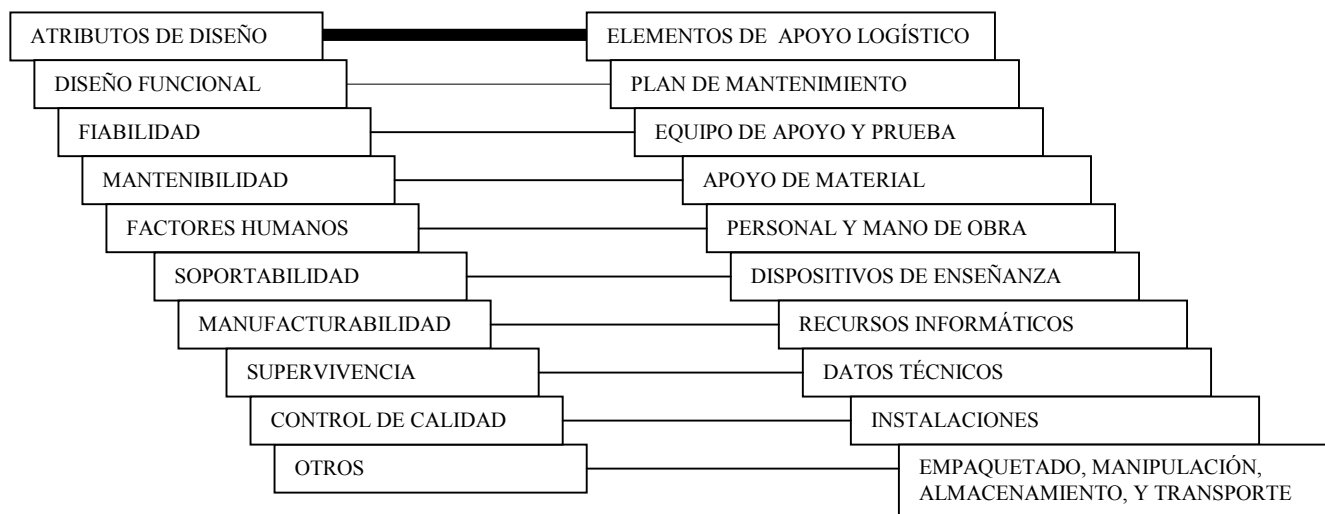 ATRIBUTOS DE DISEÑO
ELEMENTOS DE APOYO LOGÍSTICO
DISEÑO FUNCIONAL
PLAN DE MANTENIMIENTO
FIABILIDAD
EQUIPO DE APOYO Y PRUEBA
MANTENIBILIDAD
APOYO DE MATERIAL
FACTORES HUMANOS
PERSONAL Y MANO DE OBRA
SOPORTABILIDAD
DISPOSITIVOS DE ENSEÑANZA
MANUFACTURABILIDAD
RECURSOS INFORMÁTICOS
SUPERVIVENCIA
DATOS TÉCNICOS
CONTROL DE CALIDAD
INSTALACIONES
OTROS
EMPAQUETADO, MANIPULACIÓN,
ALMACENAMIENTO, Y TRANSPORTE